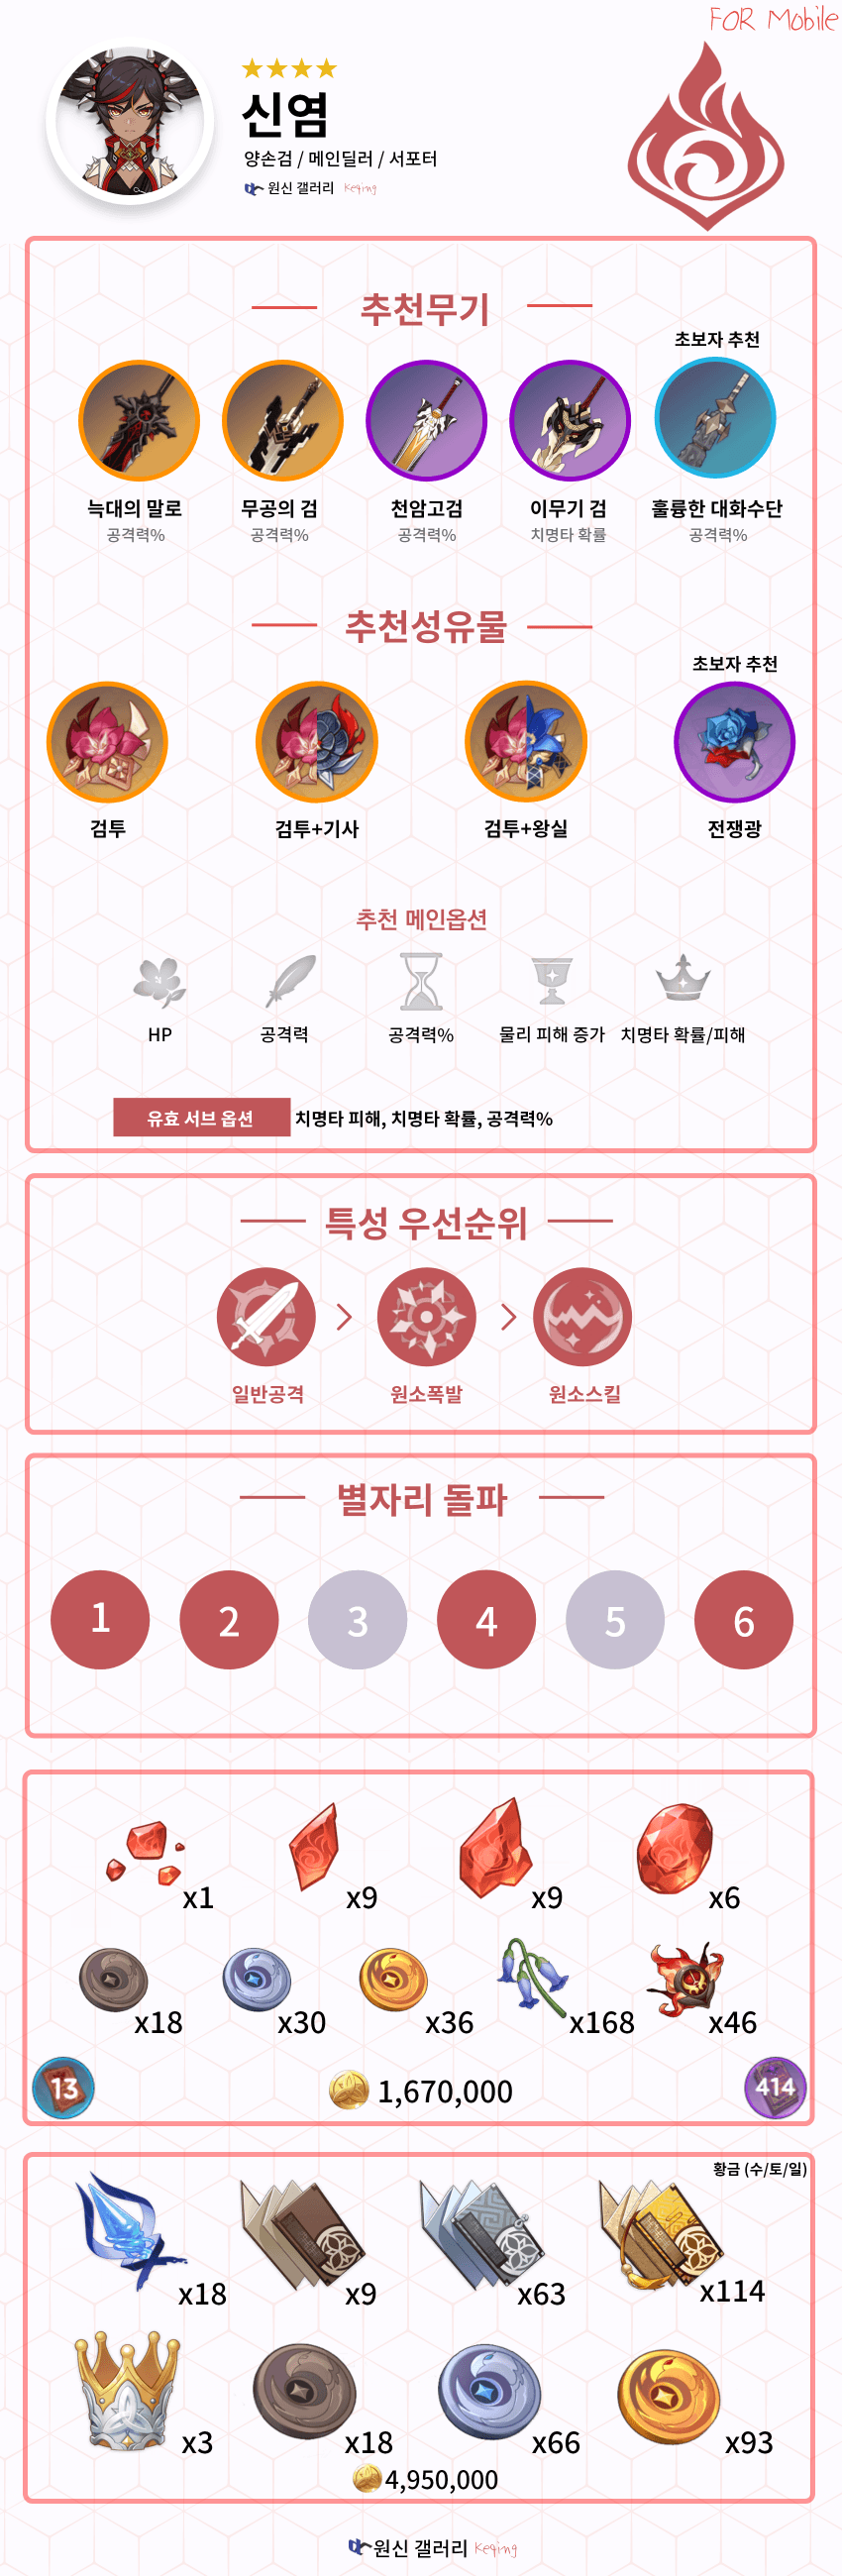 FOR Mobile
신염
양손검 / 메인딜러 / 서포터
원신 갤러리 Keqing
추천무기
초보자 추천
늑대의 말로 무공의 검 천암고검 이무기 검 훌륭한 대화수단
공격력% 공격력% 공격력% 치명타 확률 공격력%
추천성유물
초보자 추천
검투 검투+기사 검투+왕실 전쟁광
추천 메인옵션
HP 공격력 공격력% 물리 피해 증가 치명타 확률/피해
유효 서브 옵션 치명타 피해, 치명타 확률, 공격력%
특성 우선순위
일반공격 원소폭발 원소스킬
별자리 돌파
1 2 3 4 5 6
x1 x9 x9 x6
x18 x30 x36 x168 x46
13 1,670,000 414
황금 (수/토/일)
x18 x9 x63 x114
x3 x18 x66 x93
4,950,000
원신 갤러리 Keqing